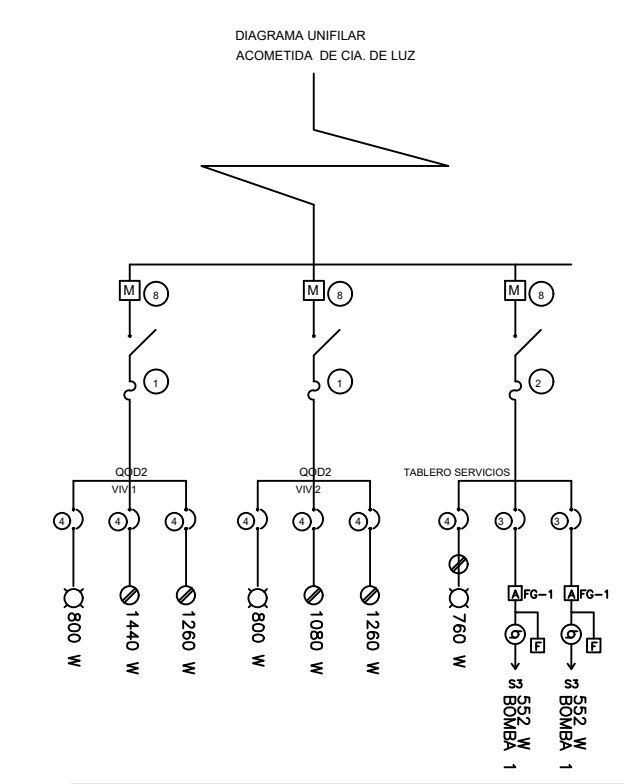 DIAGRAMA UNIFILAR
ACOMETIDA DE CIA. DE LUZ
M 8
M 8
M 8
1
1
2
QOD2
VIV.1
QOD2
VIV.2
TABLERO SERVICIOS
4
4
4
4
4
4
4
3
3
A FG-1
A FG-1
F
F
800 W
1440 W
1260 W
800 W
1080 W
1260 W
760 W
S3
552 W
BOMBA 1
S3
552 W
BOMBA 1